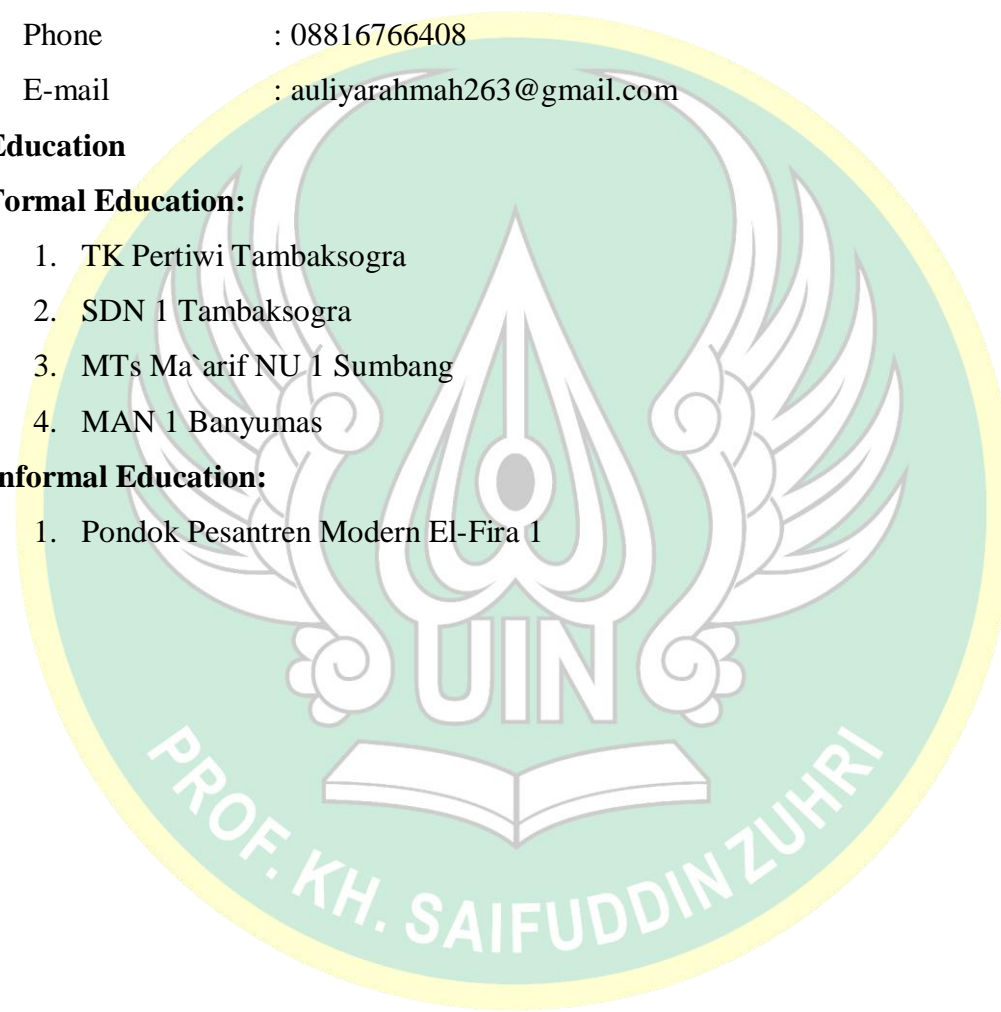 Phone : 08816766408
E-mail : auliyarahmah263@gmail.com
Education
Formal Education:
1. TK Pertiwi Tambaksogra
2. SDN 1 Tambaksogra
3. MTs Ma`arif NU 1 Sumbang
4. MAN 1 Banyumas
nformal Education:
1. Pondok Pesantren Modern El-Fira 1
UIN
PROF. KH. SAIFUDDIN ZUHRI